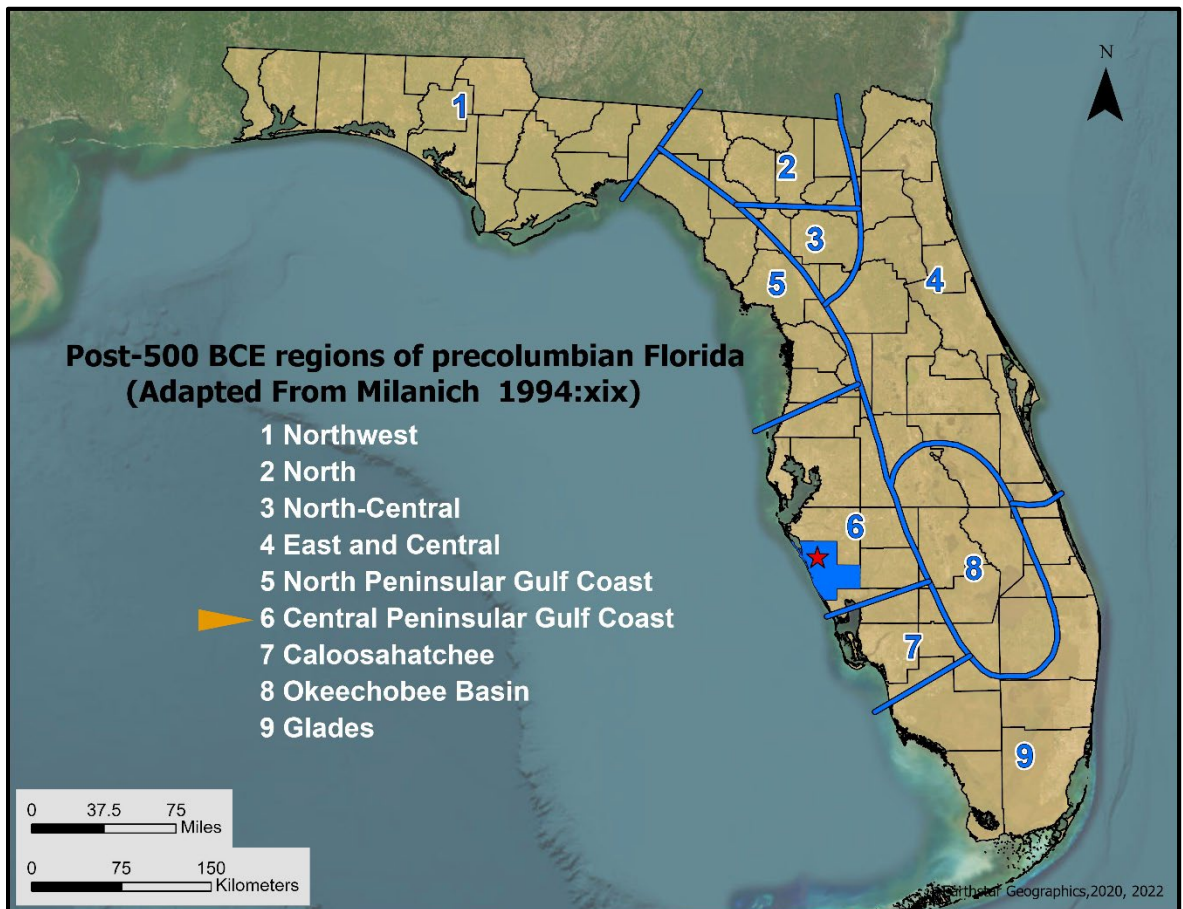 N
1
2
3
5
4
Post-500 BCE regions of precolumbian Florida
(Adapted From Milanich 1994:xix)
1 Northwest
2 North
3 North-Central
4 East and Central
5 North Peninsular Gulf Coast
6 Central Peninsular Gulf Coast
7 Caloosahatchee
8 Okeechobee Basin
9 Glades
6
8
7
9
0 37.5 75
Miles
0 75 150
Kilometers
Earthstar Geographics,2020, 2022